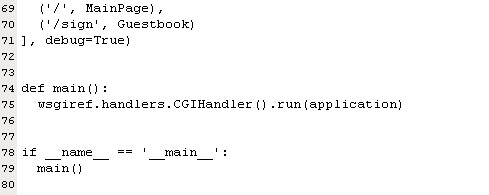 69   ('/', MainPage),
70   ('/sign', Guestbook)
71 ], debug=True)
72
73
74 def main():
75   wsgiref.handlers.CGIHandler().run(application)
76
77
78 if __name__ == '__main__':
79   main()
80